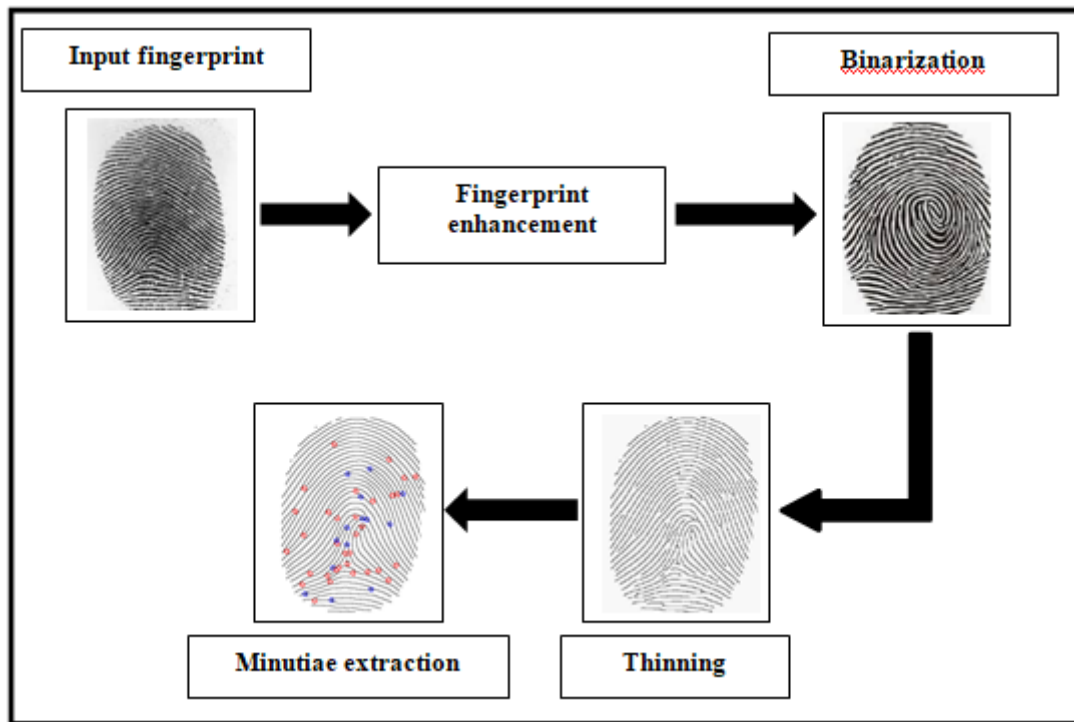 Input fingerprint
Binarization
Fingerprint
enhancement
Minutiae extraction
Thinning